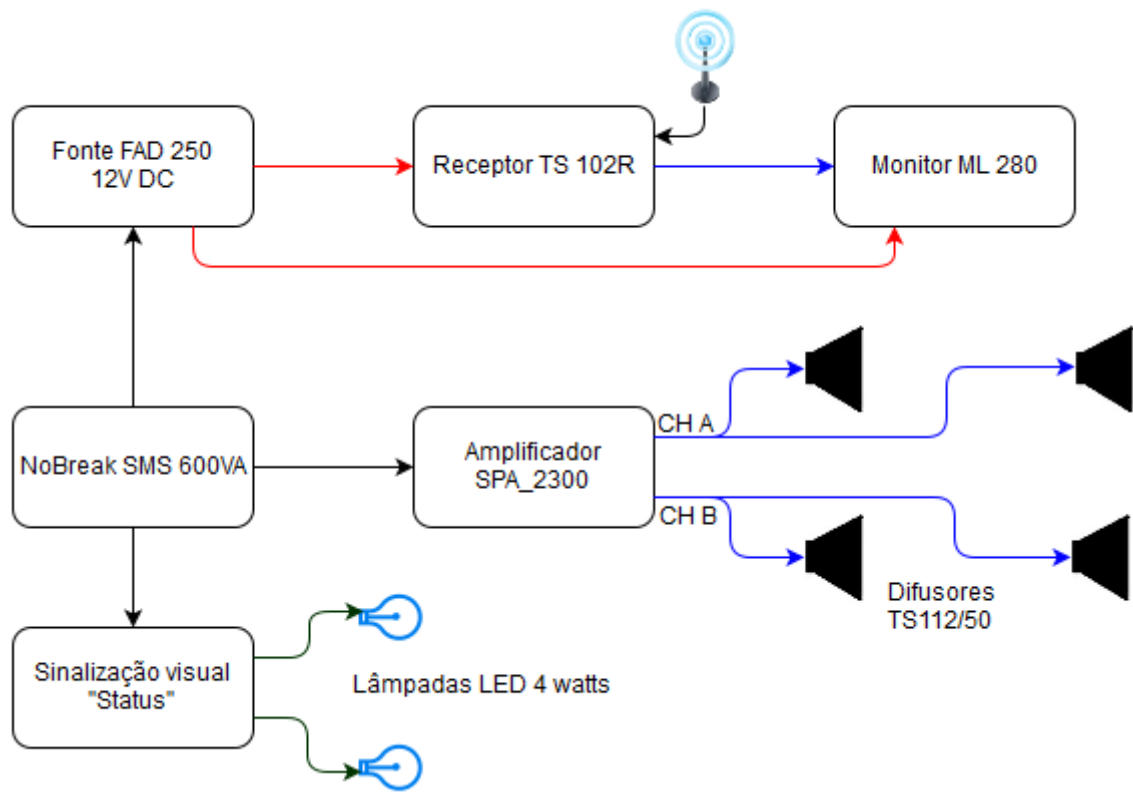 Fonte FAD 250
12V DC
Receptor TS 102R
Monitor ML 280
NoBreak SMS 600VA
Amplificador
SPA_2300
CH A
CH B
Difusores
TS112/50
Sinalização visual
"Status"
Lâmpadas LED 4 watts